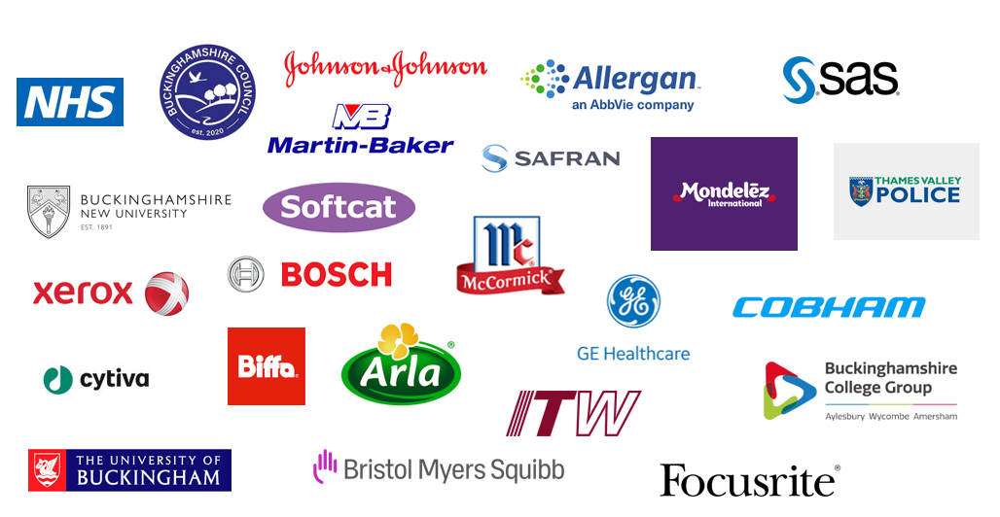 NHS
BUCKINGHAMSHIRE COUNCIL
est. 2020
Johnson & Johnson
MB
Martin-Baker
Allergan™
an AbbVie company
sas®
SAFRAN
Mondelēz
International
THAMES VALLEY
POLICE
BUCKINGHAMSHIRE
NEW UNIVERSITY
EST. 1891
Softcat
Mc®
McCormick®
xerox
BOSCH
GE
GE Healthcare
COBHAM
cytiva
Biffa®
Arla®
ITW
Buckinghamshire
College Group
Aylesbury Wycombe Amersham
THE UNIVERSITY OF
BUCKINGHAM
Bristol Myers Squibb
Focusrite®